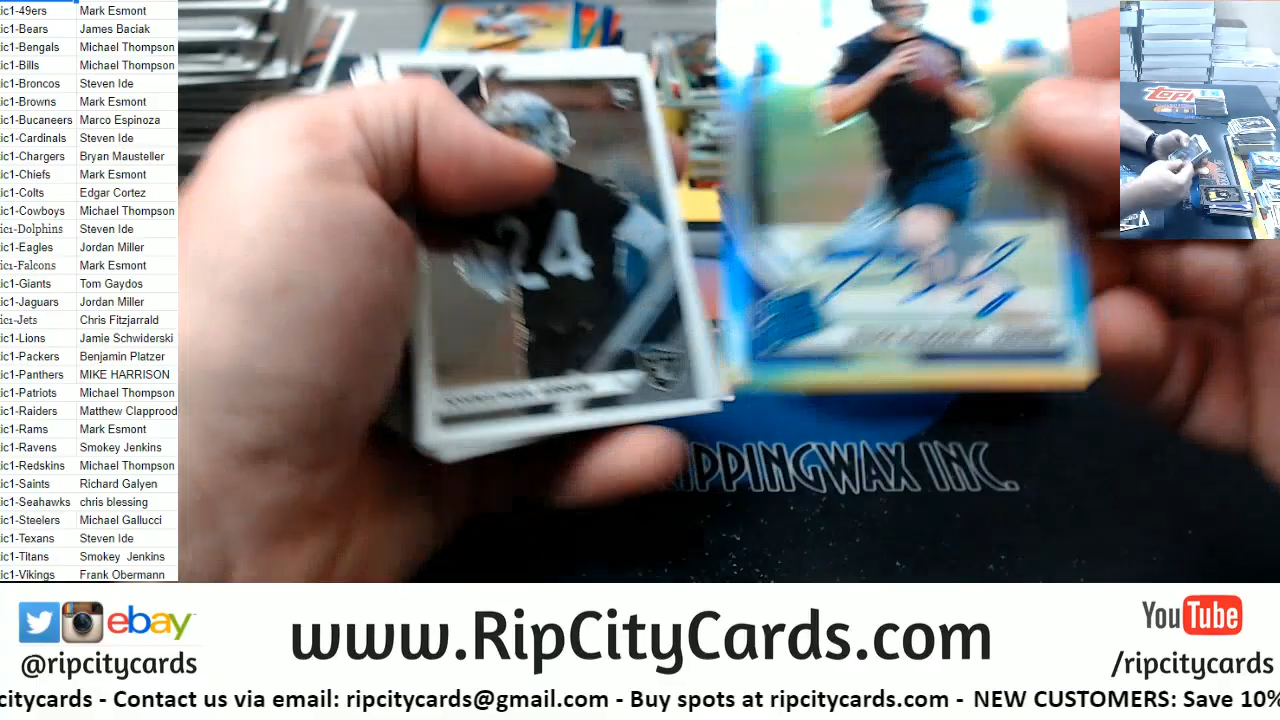 ic1-49ers Mark Esmont
ic1-Bears James Baciak
ic1-Bengals Michael Thompson
ic1-Bills Michael Thompson
ic1-Broncos Steven Ide
ic1-Browns Mark Esmont
ic1-Bucaneers Marco Espinoza
ic1-Cardinals Steven Ide
ic1-Chargers Bryan Mausteller
ic1-Chiefs Mark Esmont
ic1-Colts Edgar Cortez
ic1-Cowboys Michael Thompson
ic1-Dolphins Steven Ide
ic1-Eagles Jordan Miller
ic1-Falcons Mark Esmont
ic1-Giants Tom Gaydos
ic1-Jaguars Jordan Miller
ic1-Jets Chris Fitzjarrald
ic1-Lions Jamie Schwiderski
ic1-Packers Benjamin Platzer
ic1-Panthers MIKE HARRISON
ic1-Patriots Michael Thompson
ic1-Raiders Matthew Clapprood
ic1-Rams Mark Esmont
ic1-Ravens Smokey Jenkins
ic1-Redskins Michael Thompson
ic1-Saints Richard Galyen
ic1-Seahawks chris blessing
ic1-Steelers Michael Gallucci
ic1-Texans Steven Ide
ic1-Titans Smokey Jenkins
ic1-Vikings Frank Obermann
24
TOPPS
RIPPINGWAX INC.
ebay
@ripcitycards
www.RipCityCards.com
YouTube
/ripcitycards
citycards - Contact us via email: ripcitycards@gmail.com - Buy spots at ripcitycards.com - NEW CUSTOMERS: Save 10%